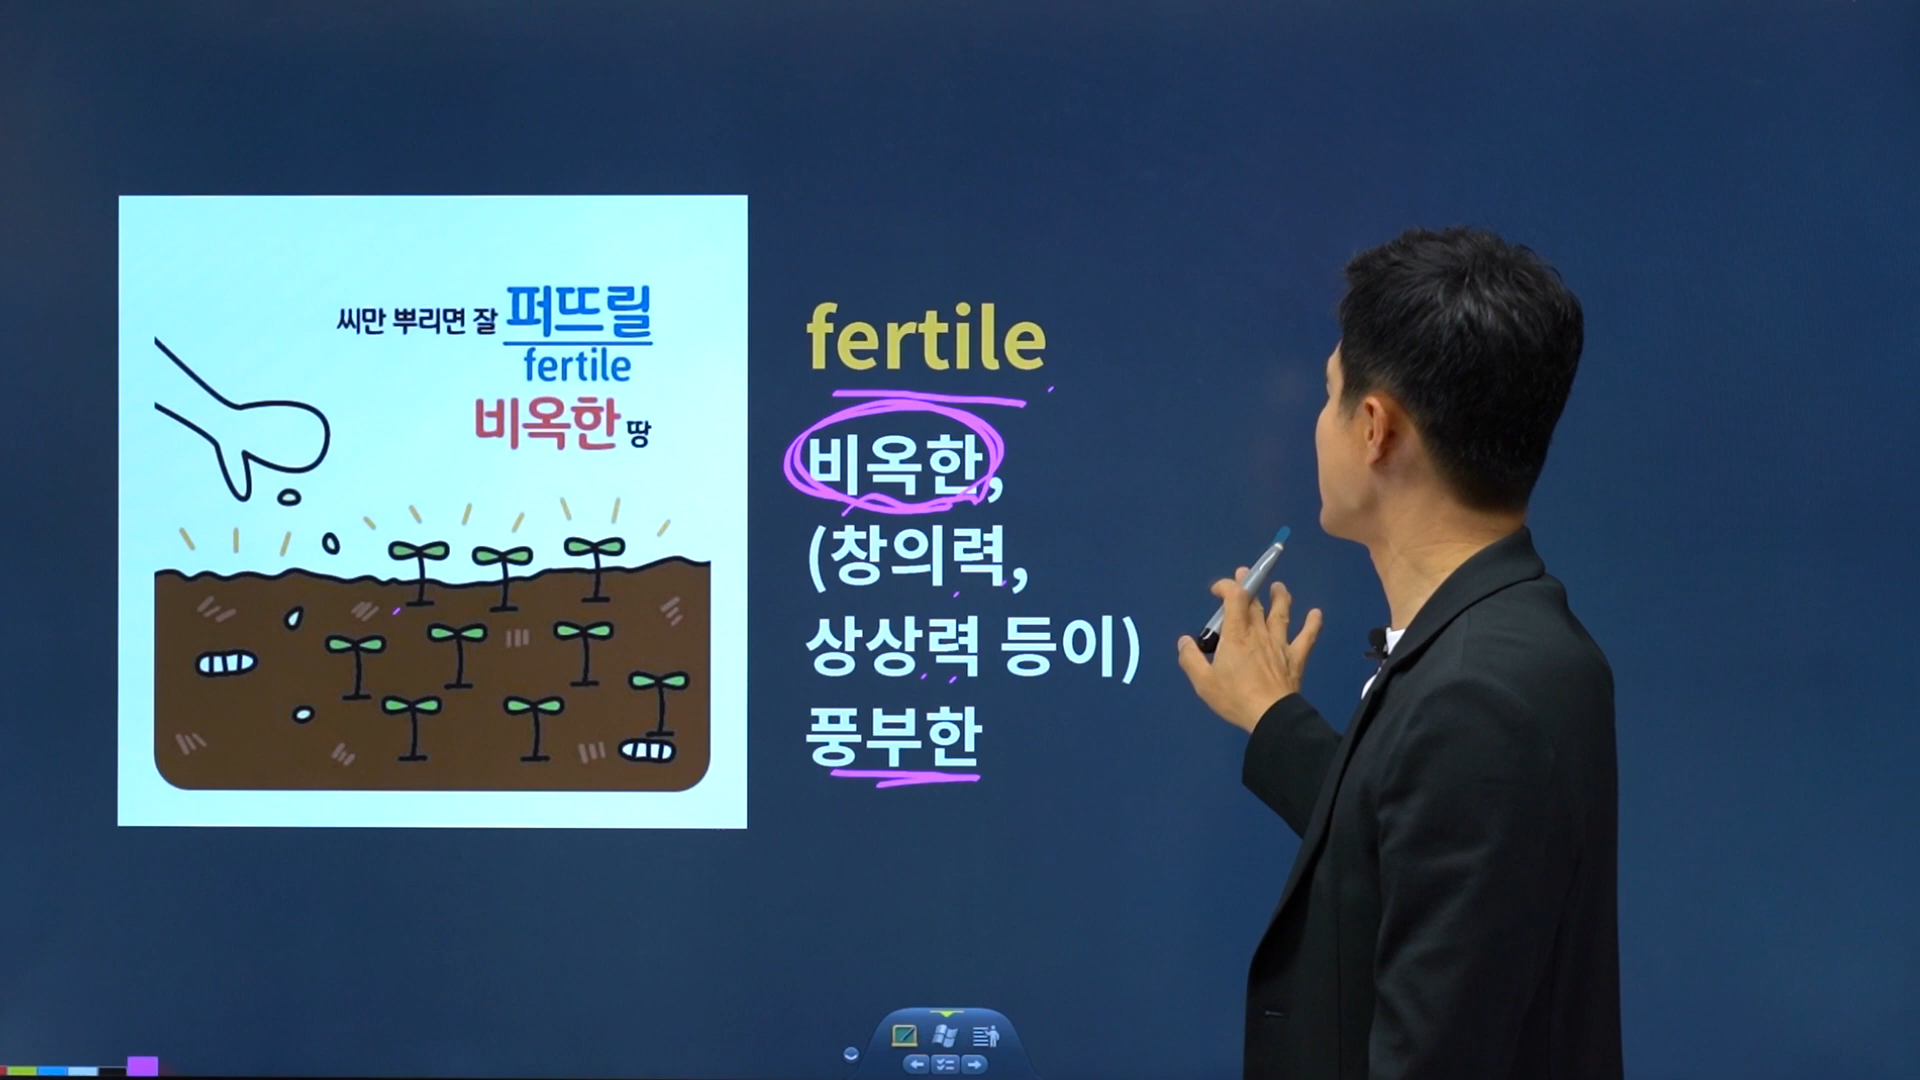 씨만 뿌리면 잘 퍼뜨릴
fertile
비옥한 땅
fertile
비옥한,
(창의력,
상상력 등이)
풍부한